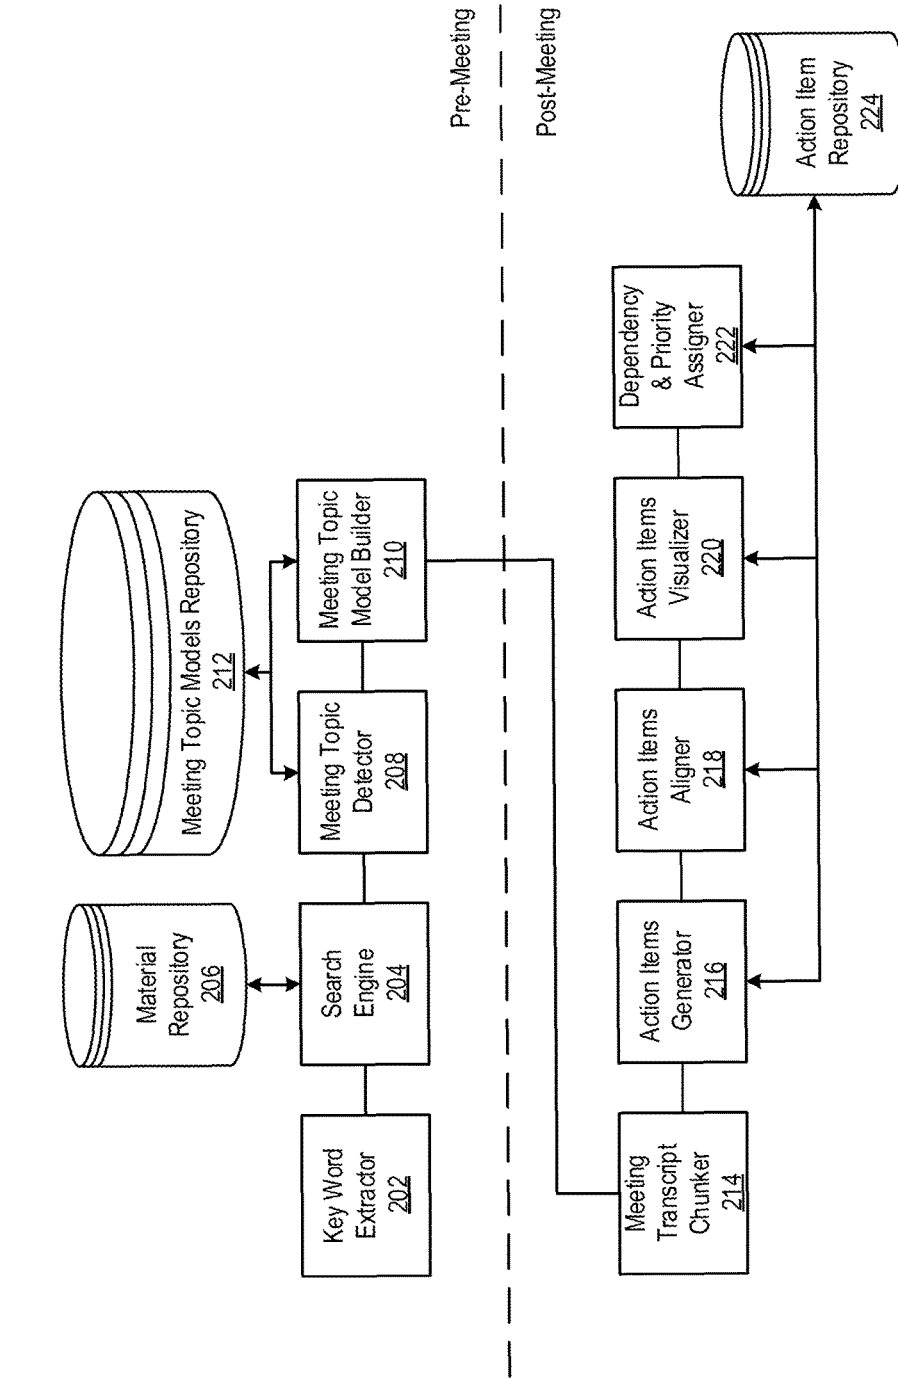 Material
Repository
206
Meeting Topic Models Repository
212
Key Word
Extractor
202
Search
Engine
204
Meeting Topic
Detector
208
Meeting Topic
Model Builder
210
Pre-Meeting
Post-Meeting
Meeting
Transcript
Chunker
214
Action Items
Generator
216
Action Items
Aligner
218
Action Items
Visualizer
220
Dependency
& Priority
Assigner
222
Action Item
Repository
224